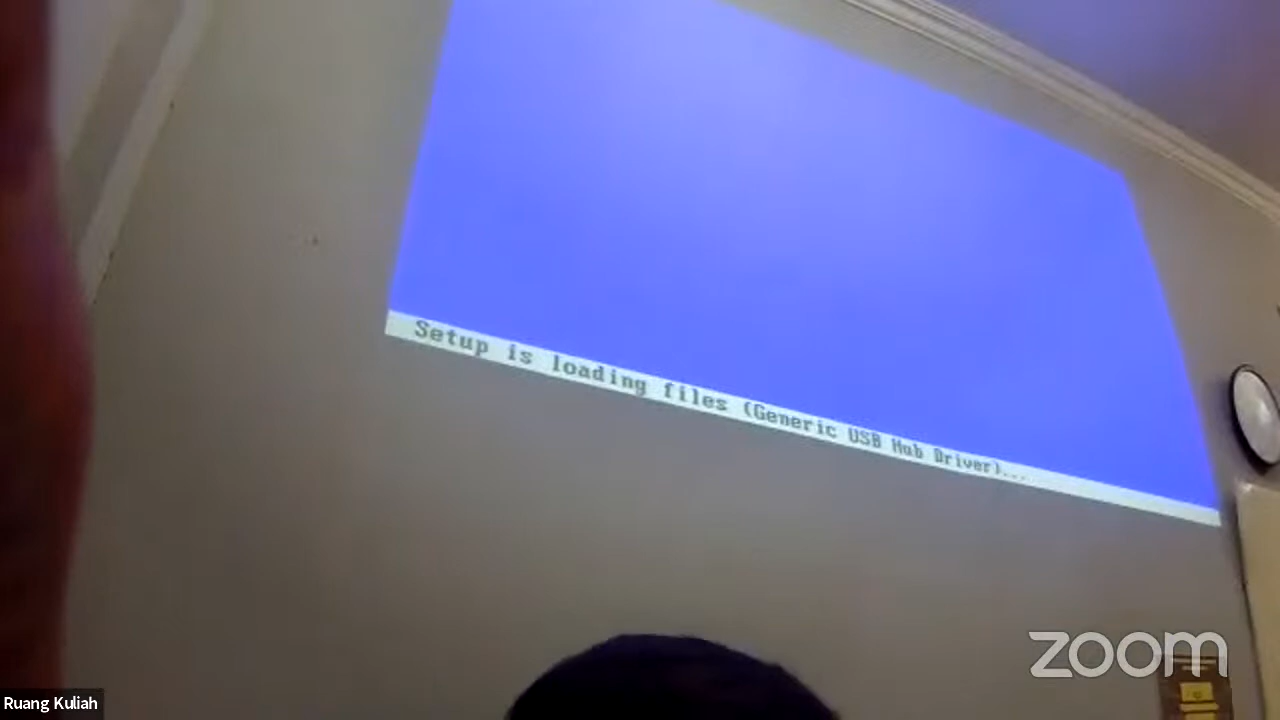 Setup is loading files (Generic USB Hub Driver)...
zoom
Ruang Kuliah